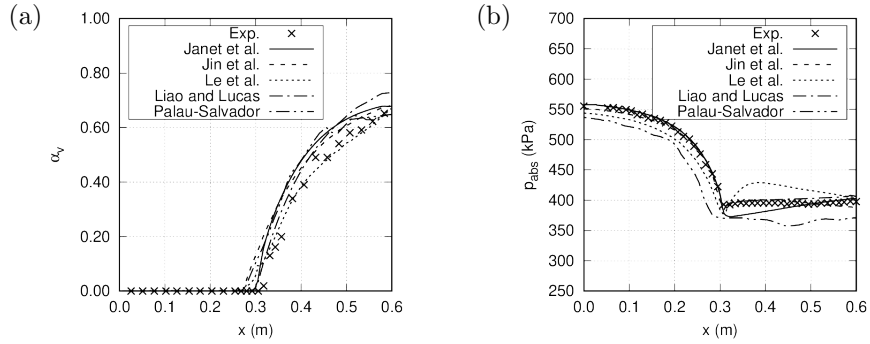 (a)
1.00
0.80
0.60
0.40
0.20
0.00
αv
Exp.
Janet et al.
Jin et al.
Le et al.
Liao and Lucas
Palau-Salvador
0 0.1 0.2 0.3 0.4 0.5 0.6
x (m)
(b)
700
650
600
550
500
450
400
350
300
250
pabs (kPa)
Exp.
Janet et al.
Jin et al.
Le et al.
Liao and Lucas
Palau-Salvador
0.0 0.1 0.2 0.3 0.4 0.5 0.6
x (m)